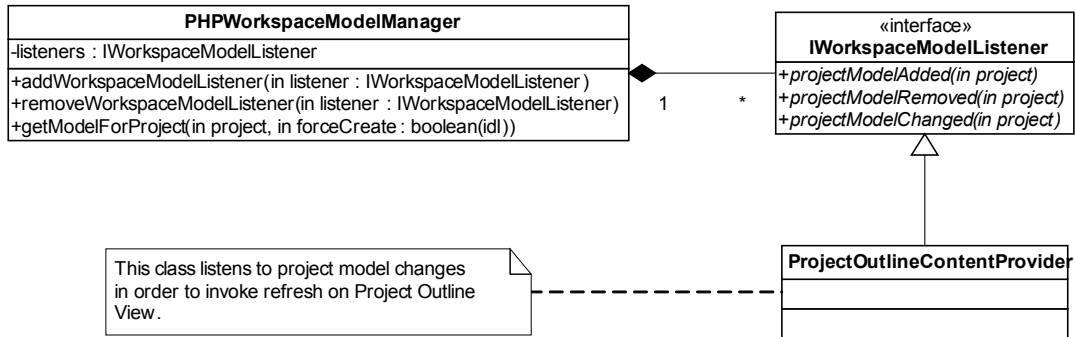 PHPWorkspaceModelManager
-listeners : IWorkspaceModelListener
+addWorkspaceModelListener(in listener : IWorkspaceModelListener)
+removeWorkspaceModelListener(in listener : IWorkspaceModelListener)
+getModelForProject(in project, in forceCreate : boolean(idl))
1
*
«interface»
IWorkspaceModelListener
+projectModelAdded(in project)
+projectModelRemoved(in project)
+projectModelChanged(in project)
This class listens to project model changes
in order to invoke refresh on Project Outline
View.
ProjectOutlineContentProvider